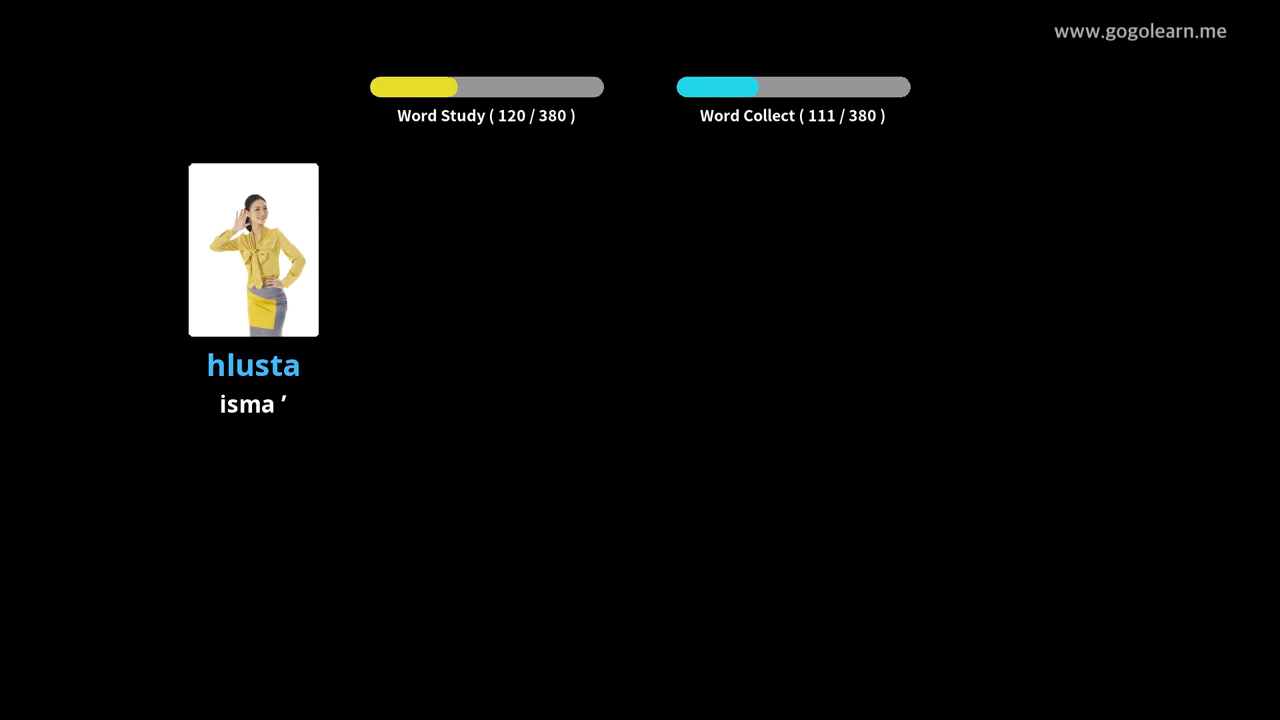 www.gogolearn.me
Word Study ( 120 / 380 )
Word Collect ( 111 / 380 )
hlusta
isma ’